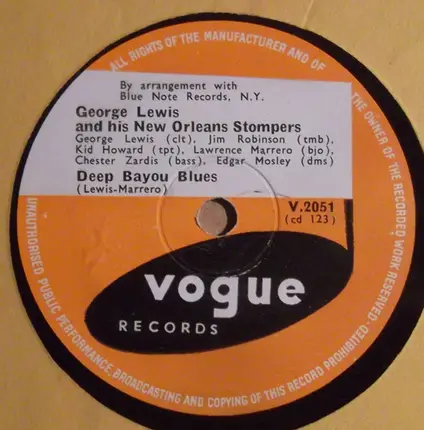 ALL RIGHTS OF THE MANUFACTURER AND OF THE OWNER OF THE RECORDED WORK RESERVED·
UNAUTHORISED PUBLIC PERFORMANCE, BROADCASTING AND COPYING OF THIS RECORD PROHIBITED·
By arrangement with
Blue Note Records, N.Y.
George Lewis
and his New Orleans Stompers
George Lewis (clt), Jim Robinson (tmb),
Kid Howard (tpt), Lawrence Marrero (bjo),
Chester Zardis (bass), Edgar Mosley (dms)
Deep Bayou Blues
(Lewis-Marrero)
V.2051
(cd 123)
vogue
RECORDS